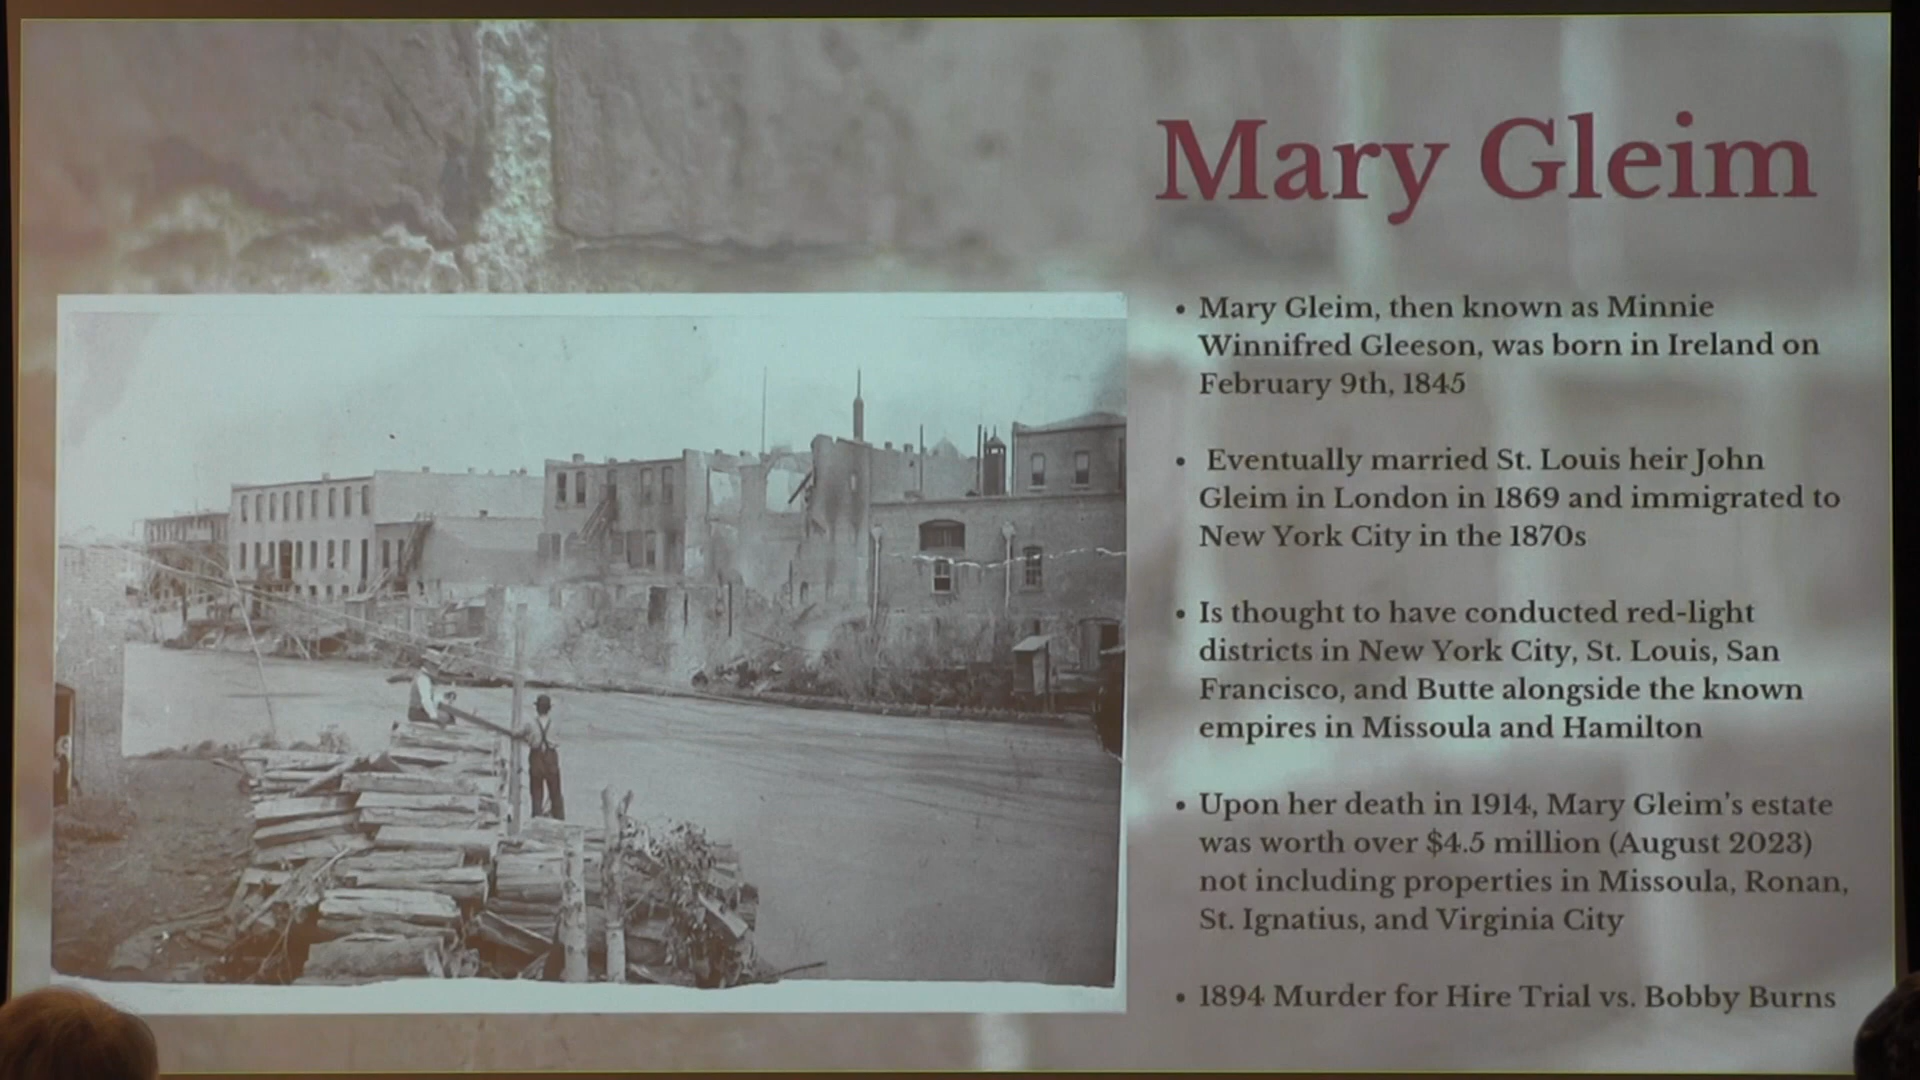 Mary Gleim
• Mary Gleim, then known as Minnie
Winnifred Gleeson, was born in Ireland on
February 9th, 1845
• Eventually married St. Louis heir John
Gleim in London in 1869 and immigrated to
New York City in the 1870s
• Is thought to have conducted red-light
districts in New York City, St. Louis, San
Francisco, and Butte alongside the known
empires in Missoula and Hamilton
• Upon her death in 1914, Mary Gleim's estate
was worth over $4.5 million (August 2023)
not including properties in Missoula, Ronan,
St. Ignatius, and Virginia City
• 1894 Murder for Hire Trial vs. Bobby Burns